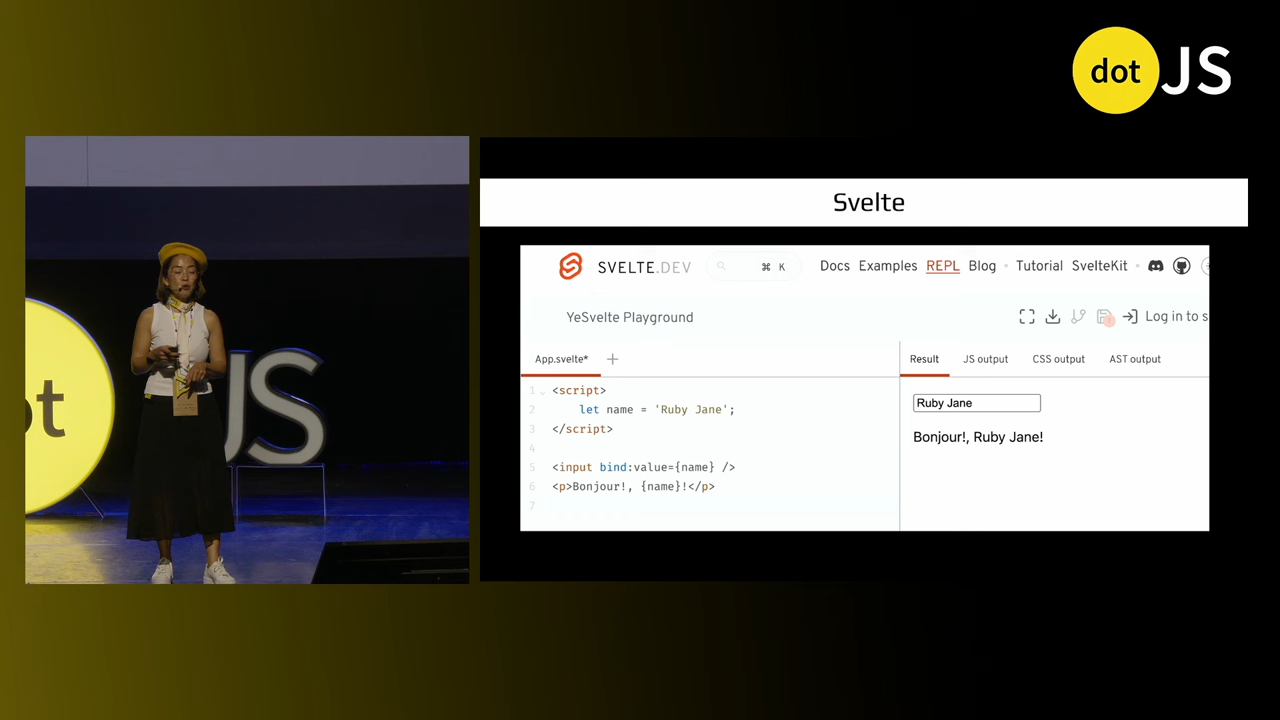 dot JS
ot JS
Svelte
SVELTE.DEV
⌘ K
Docs Examples REPL Blog • Tutorial SvelteKit •
YeSvelte Playground
Log in to s
App.svelte* +
Result JS output CSS output AST output
1 <script>
2 let name = 'Ruby Jane';
3 </script>
4
5 <input bind:value={name} />
6 <p>Bonjour!, {name}!</p>
7
Ruby Jane
Bonjour!, Ruby Jane!